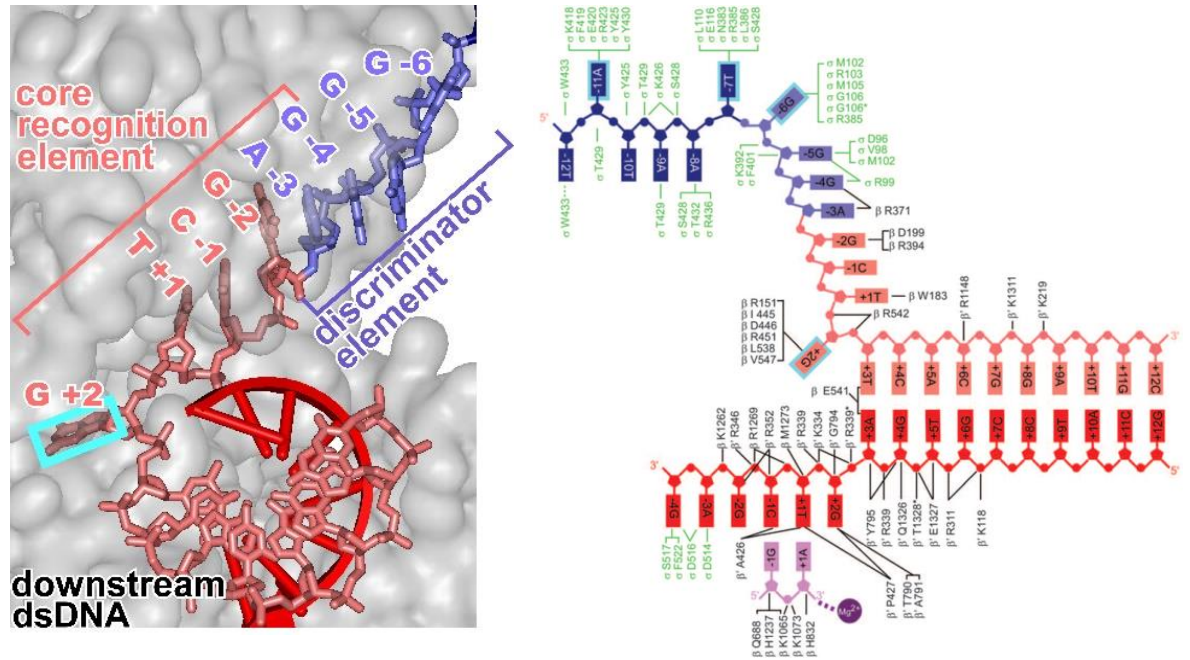 core
recognition
element
G -6
G -5
G -4
A -3
G -2
C -1
T +1
G +2
discriminator
element
downstream
dsDNA
σ K418
σ F419
σ E420
σ R423
σ Y425
σ Y430
σ L110
σ E116
σ N383
σ R385
σ L386
σ S428
σ W433
σ Y425
σ T429
σ K426
σ S428
-11A
-7T
-6G
σ M102
σ R103
σ M105
σ G106
σ G106*
σ R385
5'
-12T
σ T429
-10T
-9A
-8A
σ K392
σ F401
-5G
σ D96
σ V98
σ M102
-4G
σ R99
σ W433
σ T429
σ S428
σ T432
σ R436
-3A
β R371
-2G
β D199
β R394
-1C
+1T
β W183
β R151
β I 445
β D446
β R451
β L538
β V547
β R542
β' R1148
β' K1311
β' K219
+2G
3'
+3T
+4C
+5A
+6C
+7G
+8G
+9A
+10T
+11G
+12C
β E541
+3A
+4G
+5T
+6G
+7C
+8C
+9T
+10A
+11C
+12G
β K1262
β' R346
β R1269
β' R352
β M1273
β' R339
β' K334
β G794
β' R339*
3'
5'
-4G
-3A
-2G
-1C
+1T
+2G
β' Y795
β' R339
β' Q1326
β' T1328*
β' E1327
β' R311
β' K118
σ S517
σ F522
σ D516
σ D514
β' A426
-1G
+1A
β' P427
β' T790
β' A791
5'
3'
Mg²⁺
β Q688
β H1237
β K1065
β K1073
β H832